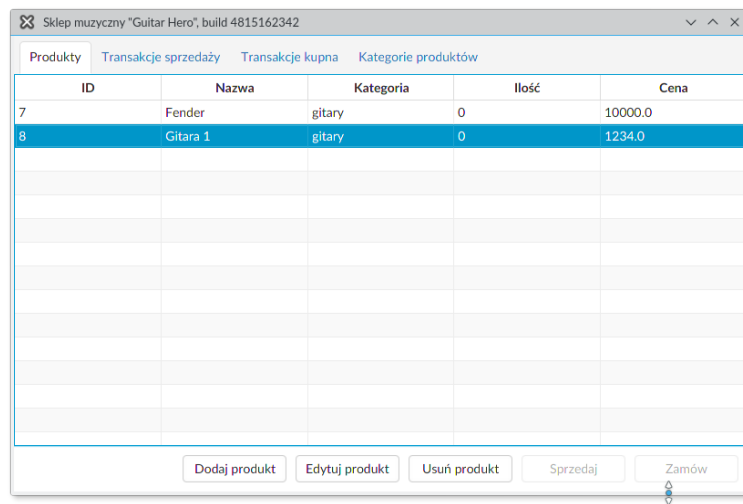 Sklep muzyczny "Guitar Hero", build 4815162342
Produkty Transakcje sprzedaży Transakcje kupna Kategorie produktów
ID Nazwa Kategoria Ilość Cena
7 Fender gitary 0 10000.0
8 Gitara 1 gitary 0 1234.0
Dodaj produkt Edytuj produkt Usuń produkt Sprzedaj Zamów